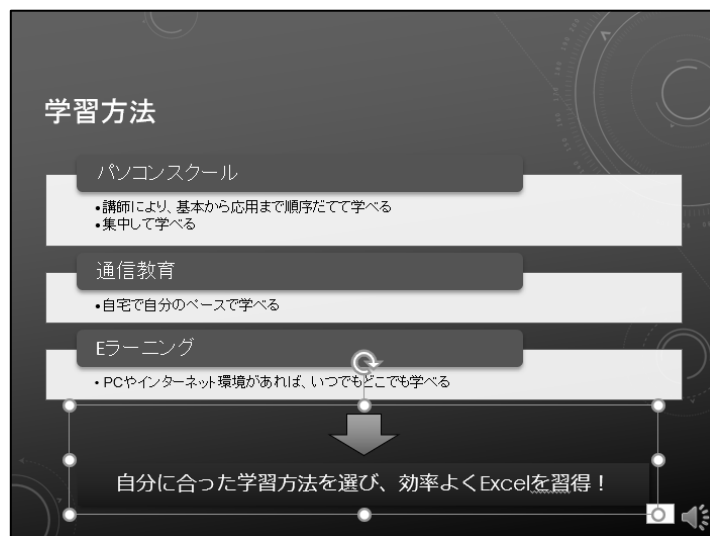 学習方法
パソコンスクール
•講師により、基本から応用まで順序だてて学べる
•集中して学べる
通信教育
•自宅で自分のペースで学べる
Eラーニング
• PCやインターネット環境があれば、いつでもどこでも学べる
自分に合った学習方法を選び、効率よくExcelを習得！